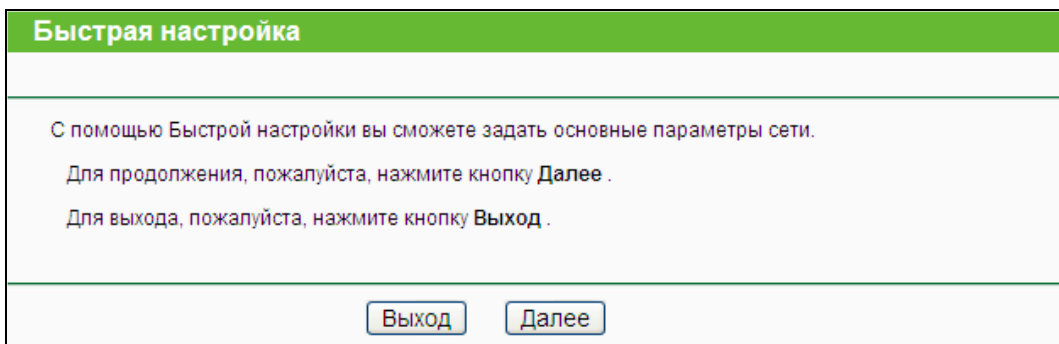 Быстрая настройка
С помощью Быстрой настройки вы сможете задать основные параметры сети.
Для продолжения, пожалуйста, нажмите кнопку Далее .
Для выхода, пожалуйста, нажмите кнопку Выход .
Выход Далее